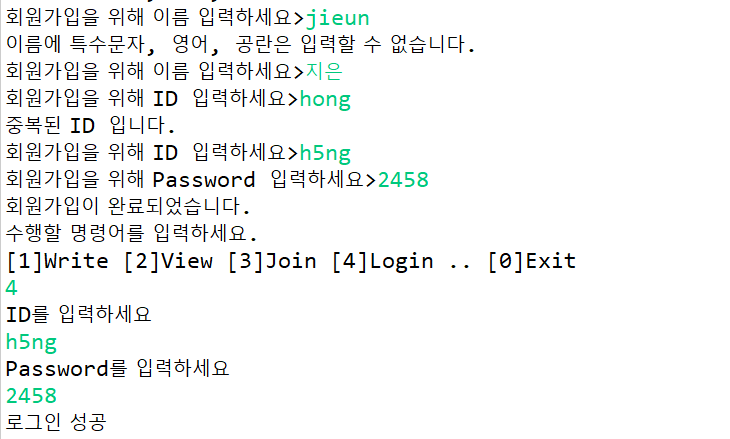 회원가입을 위해 이름 입력하세요>jieun
이름에 특수문자, 영어, 공란은 입력할 수 없습니다.
회원가입을 위해 이름 입력하세요>지은
회원가입을 위해 ID 입력하세요>hong
중복된 ID 입니다.
회원가입을 위해 ID 입력하세요>h5ng
회원가입을 위해 Password 입력하세요>2458
회원가입이 완료되었습니다.
수행할 명령어를 입력하세요.
[1]Write [2]View [3]Join [4]Login .. [0]Exit
4
ID를 입력하세요
h5ng
Password를 입력하세요
2458
로그인 성공